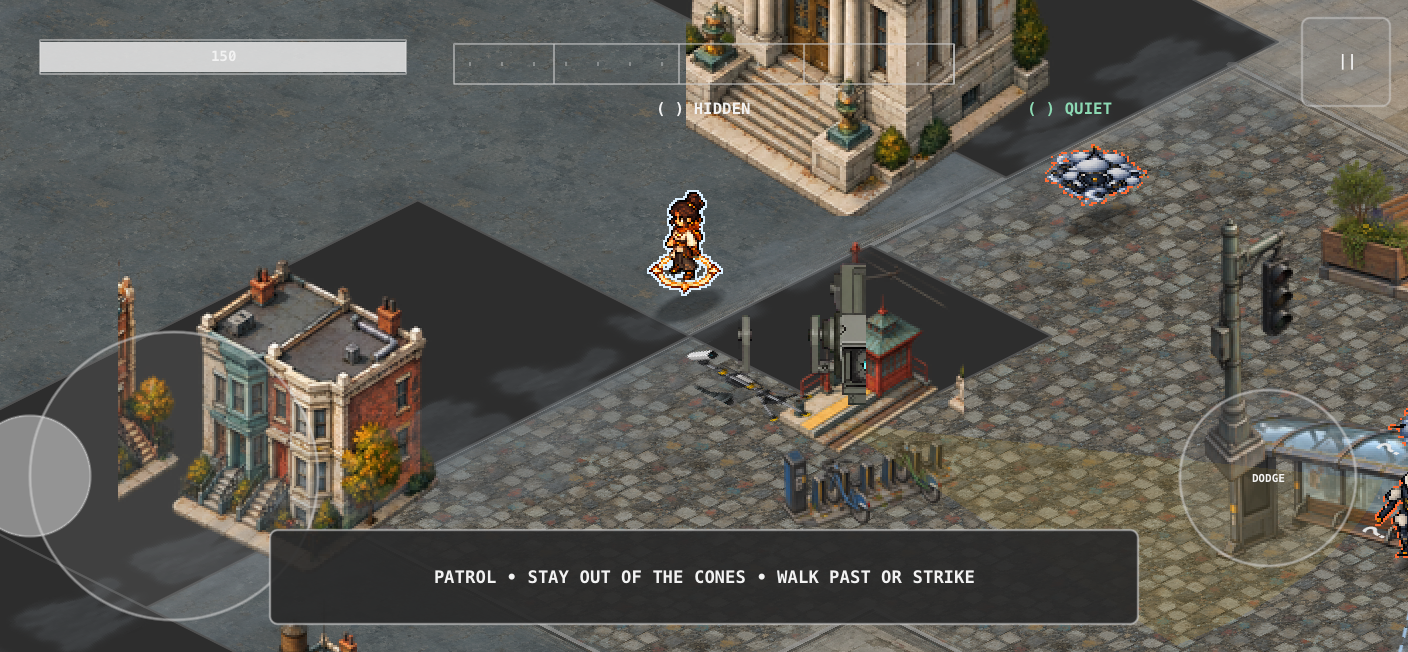 150
( ) HIDDEN
( ) QUIET
DODGE
PATROL • STAY OUT OF THE CONES • WALK PAST OR STRIKE